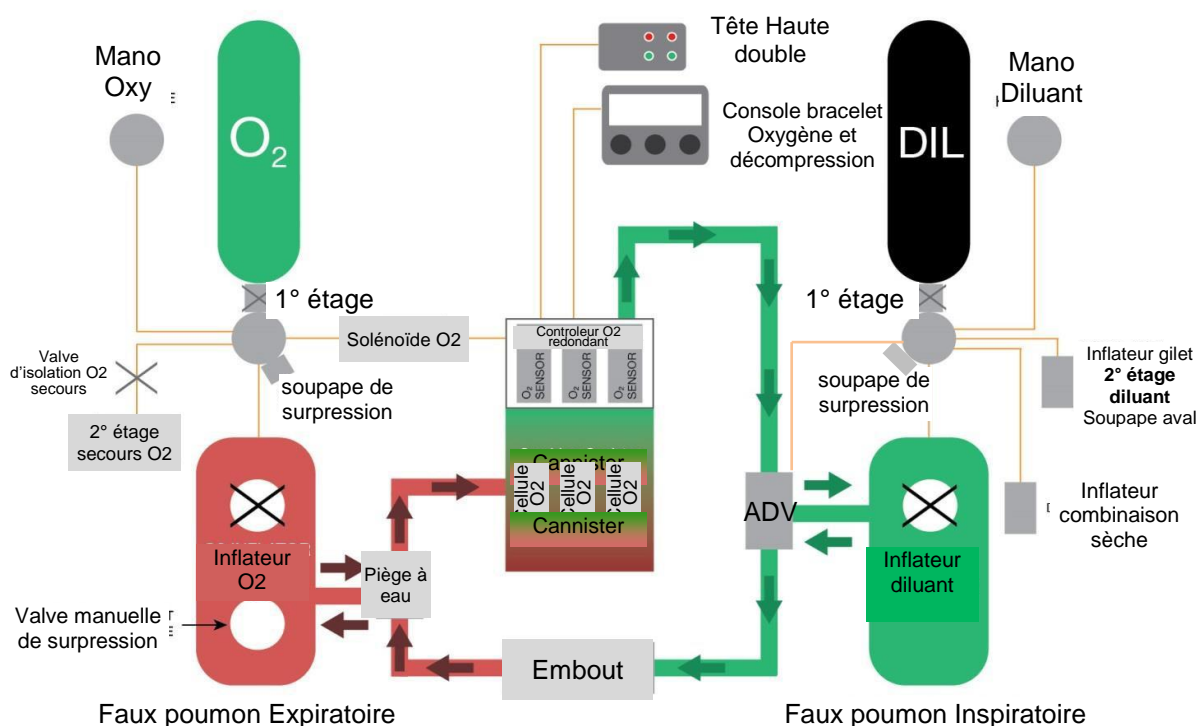 Mano
Oxy
O2
Tête Haute
double
Console bracelet
Oxygène et
décompression
DIL
Mano
Diluant
1° étage
1° étage
Valve
d'isolation O2
secours
Solénoïde O2
Controleur O2
redondant
O2 SENSOR
O2 SENSOR
O2 SENSOR
soupape de
surpression
soupape de
surpression
Inflateur gilet
2° étage
diluant
Soupape aval
2° étage
secours O2
Cannister
Cellule O2
Cellule O2
Cellule O2
Cannister
ADV
Inflateur
combinaison
sèche
Inflateur
O2
Piège à
eau
Inflateur
diluant
Valve manuelle
de surpression
Embout
Faux poumon Expiratoire
Faux poumon Inspiratoire